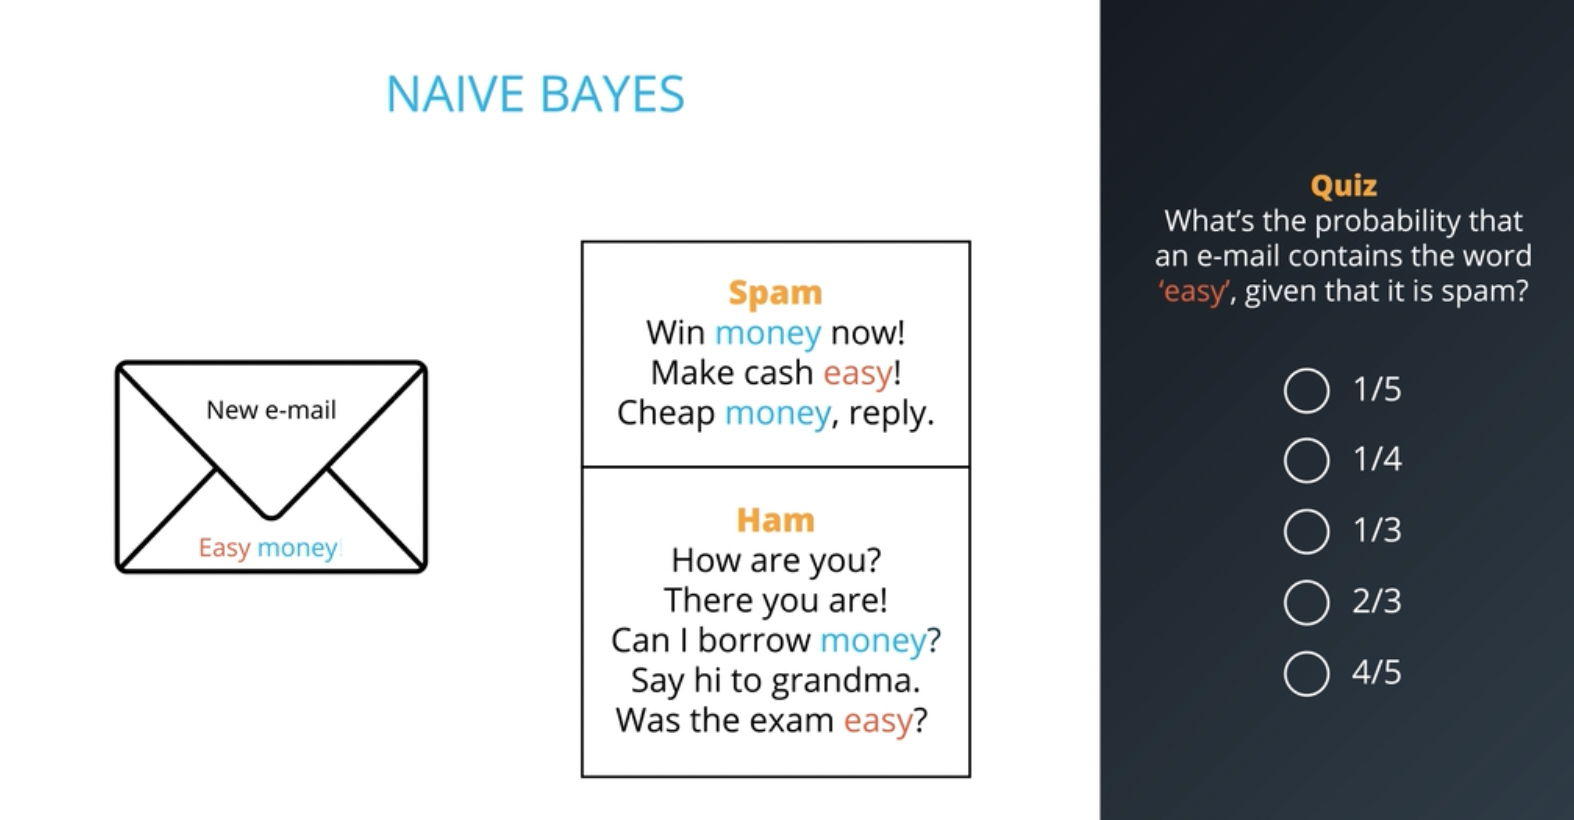 NAIVE BAYES
New e-mail
Easy money!
Spam
Win money now!
Make cash easy!
Cheap money, reply.
Ham
How are you?
There you are!
Can I borrow money?
Say hi to grandma.
Was the exam easy?
Quiz
What’s the probability that
an e-mail contains the word
‘easy’, given that it is spam?
1/5
1/4
1/3
2/3
4/5